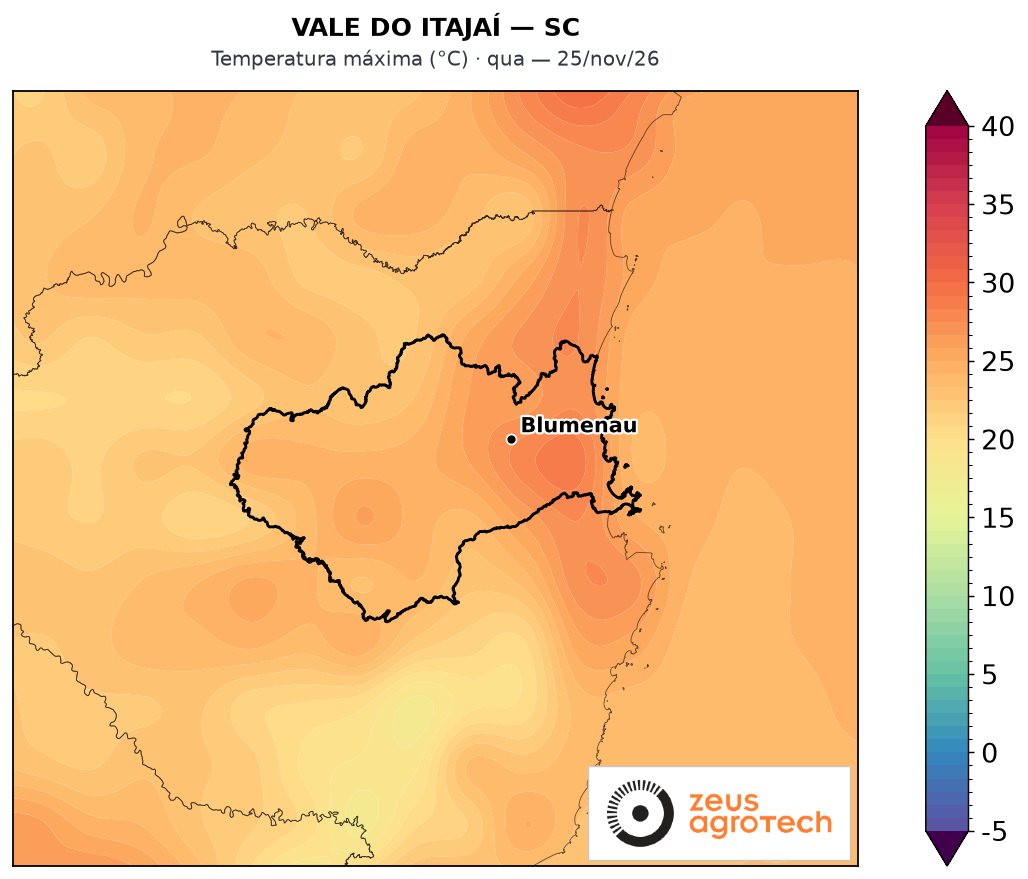 VALE DO ITAJAÍ — SC
Temperatura máxima (°C) · qua — 25/nov/26
40
35
30
25
20
15
10
5
0
-5
Blumenau
zeus
agrotech